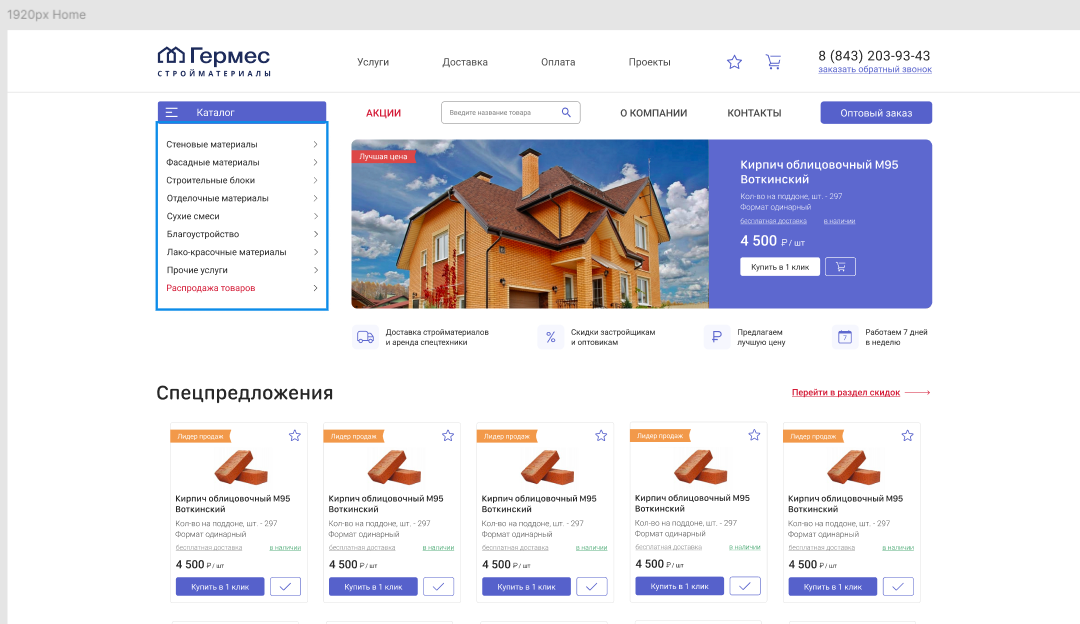 1920px Home
Гермес
СТРОЙМАТЕРИАЛЫ
Услуги
Доставка
Оплата
Проекты
8 (843) 203-93-43
заказать обратный звонок
Каталог
АКЦИИ
Введите название товара
О КОМПАНИИ
КОНТАКТЫ
Оптовый заказ
Стеновые материалы
Фасадные материалы
Строительные блоки
Отделочные материалы
Сухие смеси
Благоустройство
Лако-красочные материалы
Прочие услуги
Распродажа товаров
Лучшая цена
Кирпич облицовочный М95
Воткинский
Кол-во на поддоне, шт. - 297
Формат одинарный
бесплатная доставка
в наличии
4 500 ₽/ шт
Купить в 1 клик
Доставка стройматериалов
и аренда спецтехники
%
Скидки застройщикам
и оптовикам
₽
Предлагаем
лучшую цену
7
Работаем 7 дней
в неделю
Спецпредложения
Перейти в раздел скидок
Лидер продаж
Кирпич облицовочный М95
Воткинский
Кол-во на поддоне, шт. - 297
Формат одинарный
бесплатная доставка
в наличии
4 500 ₽/ шт
Купить в 1 клик
Лидер продаж
Кирпич облицовочный М95
Воткинский
Кол-во на поддоне, шт. - 297
Формат одинарный
бесплатная доставка
в наличии
4 500 ₽/ шт
Купить в 1 клик
Лидер продаж
Кирпич облицовочный М95
Воткинский
Кол-во на поддоне, шт. - 297
Формат одинарный
бесплатная доставка
в наличии
4 500 ₽/ шт
Купить в 1 клик
Лидер продаж
Кирпич облицовочный М95
Воткинский
Кол-во на поддоне, шт. - 297
Формат одинарный
бесплатная доставка
в наличии
4 500 ₽/ шт
Купить в 1 клик
Лидер продаж
Кирпич облицовочный М95
Воткинский
Кол-во на поддоне, шт. - 297
Формат одинарный
бесплатная доставка
в наличии
4 500 ₽/ шт
Купить в 1 клик